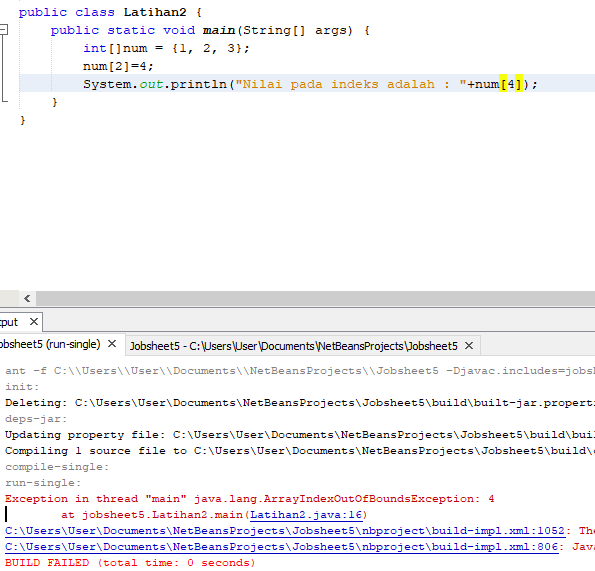 public class Latihan2 {
public static void main(String[] args) {
int[]num = {1, 2, 3};
num[2]=4;
System.out.println("Nilai pada indeks adalah : "+num[4]);
}
}
tput ×
obsheet5 (run-single) × Jobsheet5 - C:\Users\User\Documents\NetBeansProjects\Jobsheet5 ×
ant -f C:\\Users\\User\\Documents\\NetBeansProjects\\Jobsheet5 -Djavac.includes=jobsh
init:
Deleting: C:\Users\User\Documents\NetBeansProjects\Jobsheet5\build\built-jar.properti
deps-jar:
Updating property file: C:\Users\User\Documents\NetBeansProjects\Jobsheet5\build\buil
Compiling 1 source file to C:\Users\User\Documents\NetBeansProjects\Jobsheet5\build\c
compile-single:
run-single:
Exception in thread "main" java.lang.ArrayIndexOutOfBoundsException: 4
at jobsheet5.Latihan2.main(Latihan2.java:16)
C:\Users\User\Documents\NetBeansProjects\Jobsheet5\nbproject\build-impl.xml:1052: The
C:\Users\User\Documents\NetBeansProjects\Jobsheet5\nbproject\build-impl.xml:806: Java
BUILD FAILED (total time: 0 seconds)